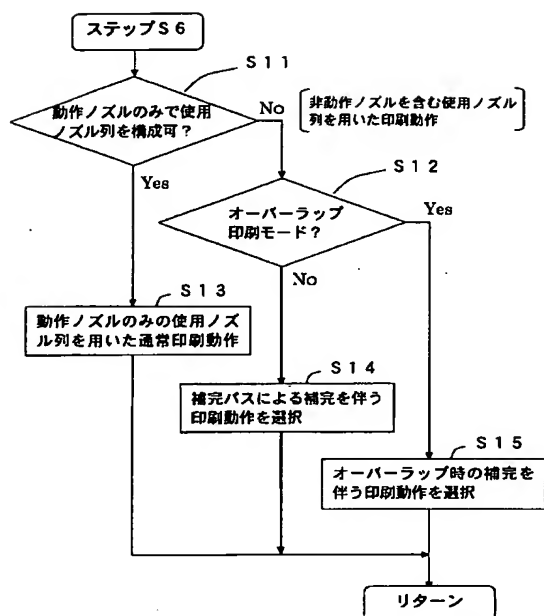 ステップS6
S11
動作ノズルのみで使用
ノズル列を構成可?
No
非動作ノズルを含む使用ノズル
列を用いた印刷動作
Yes
S12
オーバーラップ
印刷モード?
Yes
No
S13
動作ノズルのみの使用ノズ
ル列を用いた通常印刷動作
S14
補完パスによる補完を伴う
印刷動作を選択
S15
オーバーラップ時の補完を
伴う印刷動作を選択
リターン